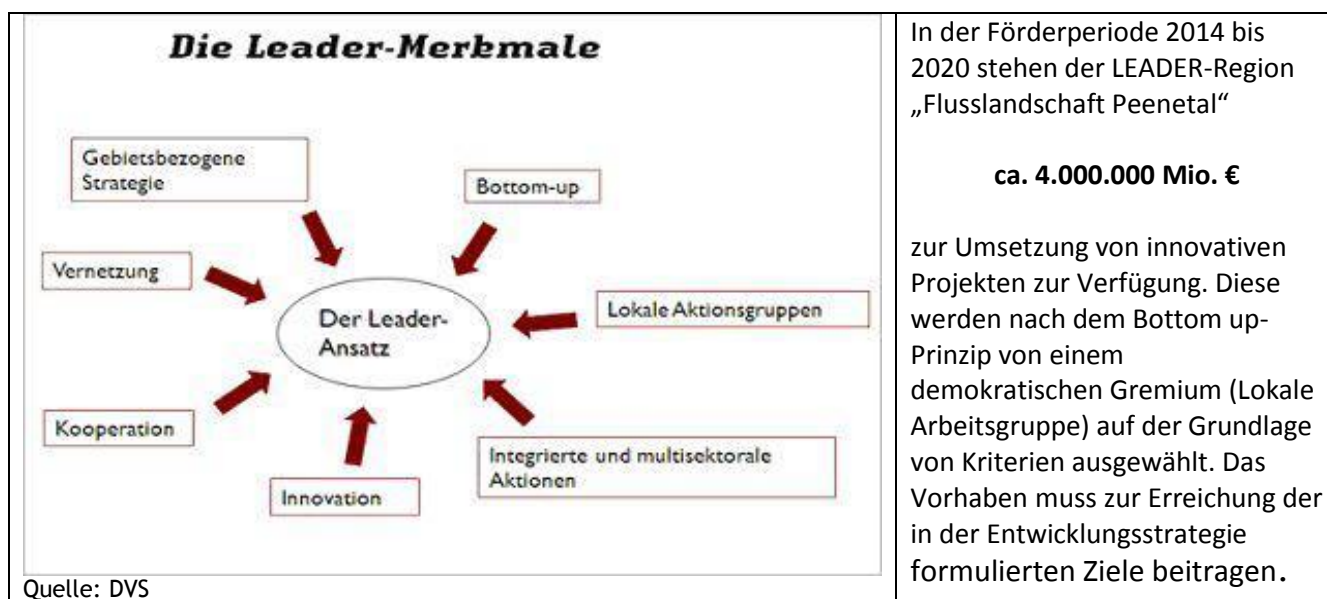 Die Leader-Merkmale
Gebietsbezogene
Strategie
Bottom-up
Vernetzung
Lokale Aktionsgruppen
Der Leader-
Ansatz
Kooperation
Integrierte und multisektorale
Aktionen
Innovation
Quelle: DVS
In der Förderperiode 2014 bis
2020 stehen der LEADER-Region
„Flusslandschaft Peenetal“
ca. 4.000.000 Mio. €
zur Umsetzung von innovativen
Projekten zur Verfügung. Diese
werden nach dem Bottom up-
Prinzip von einem
demokratischen Gremium (Lokale
Arbeitsgruppe) auf der Grundlage
von Kriterien ausgewählt. Das
Vorhaben muss zur Erreichung der
in der Entwicklungsstrategie
formulierten Ziele beitragen.